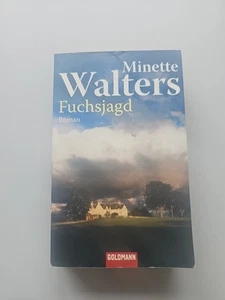 Minette
Walters
Fuchsjagd
ROMAN
GOLDMANN